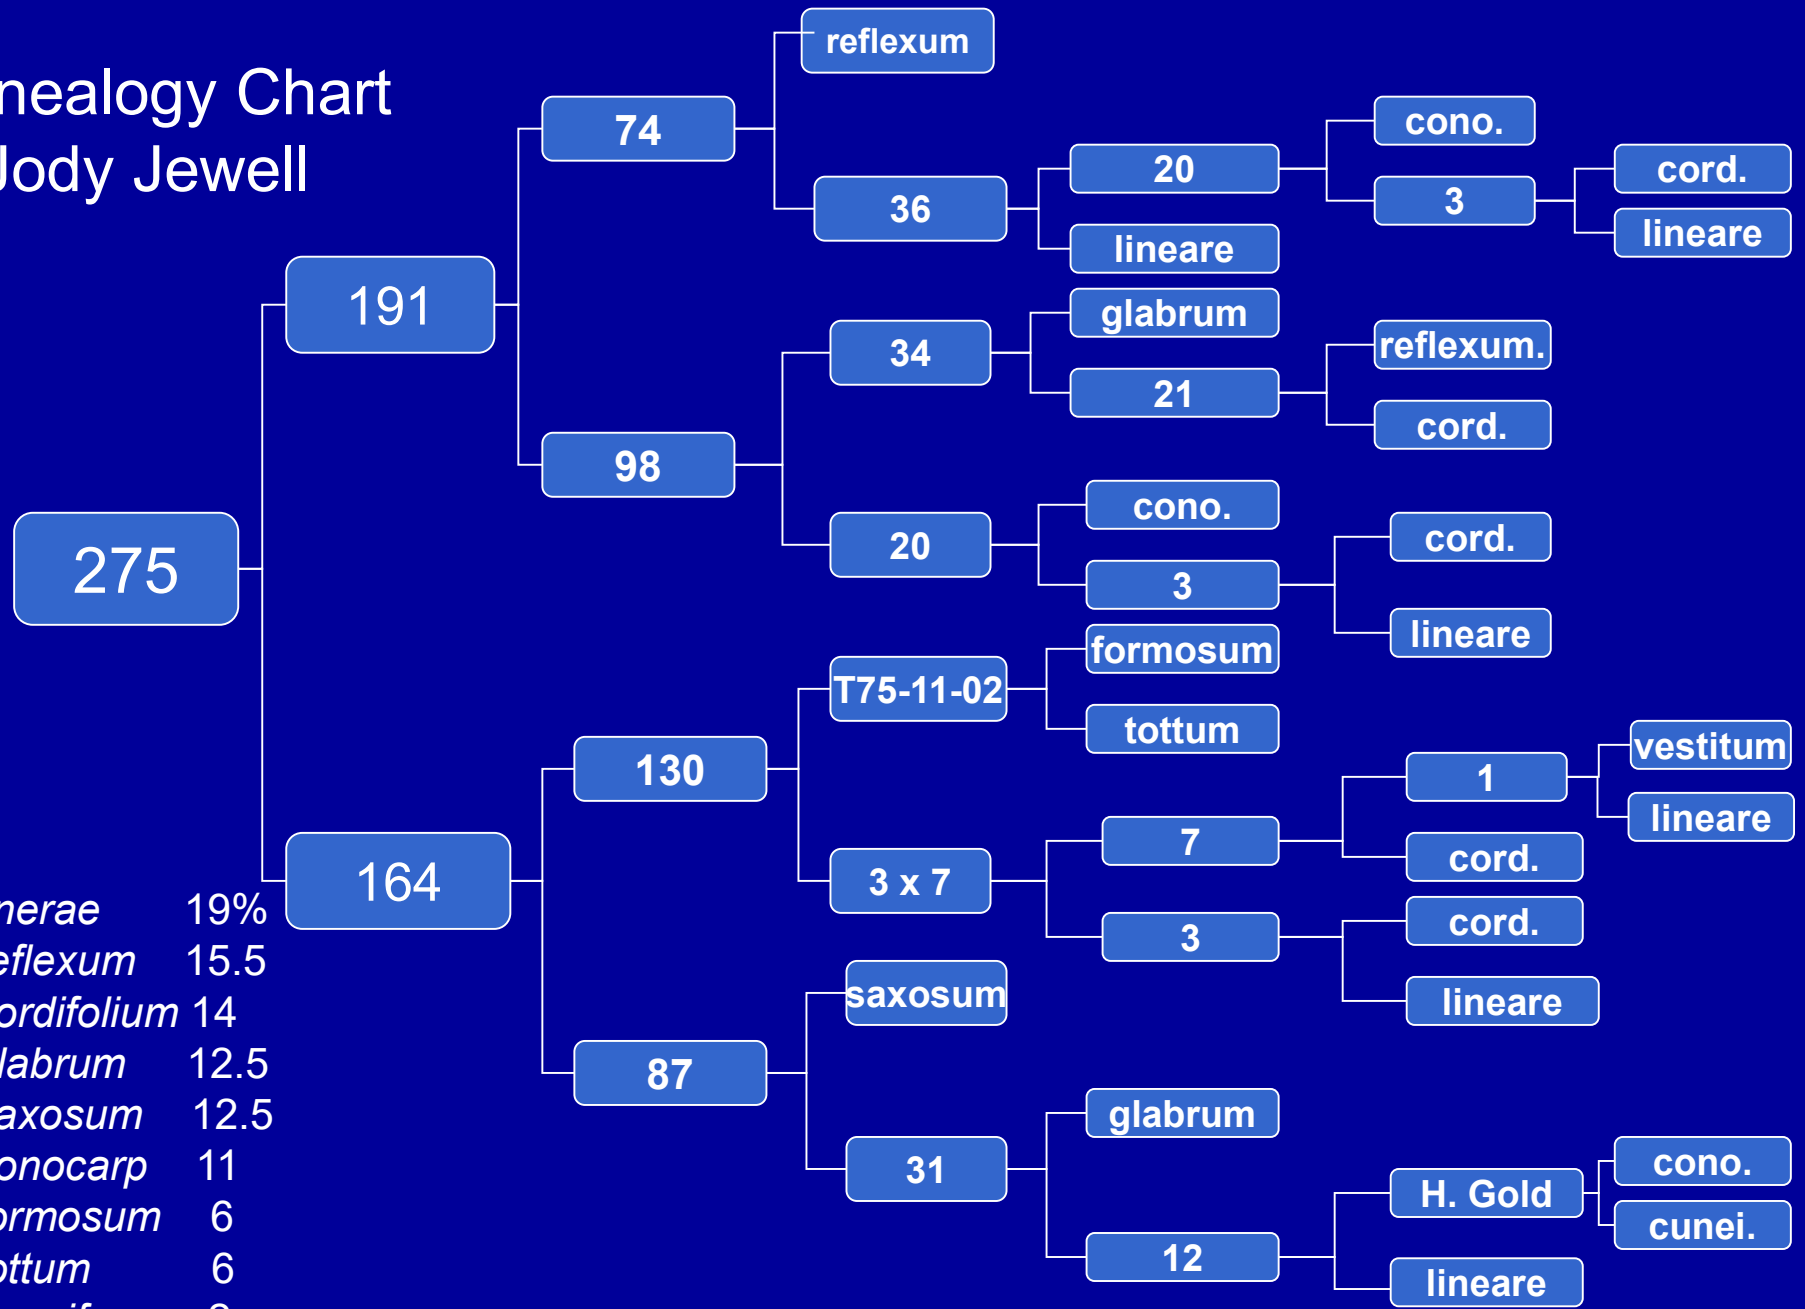 nealogy Chart
Jody Jewell
reflexum
74
cono.
20
cord.
36
3
lineare
lineare
191
glabrum
34
reflexum.
21
cord.
98
cono.
20
cord.
275
3
lineare
formosum
T75-11-02
tottum
130
vestitum
1
lineare
7
cord.
164
3 x 7
cord.
3
lineare
saxosum
87
glabrum
31
cono.
H. Gold
cunei.
12
lineare
nerae 19%
eflexum 15.5
ordifolium 14
labrum 12.5
axosum 12.5
onocarp 11
ormosum 6
ottum 6